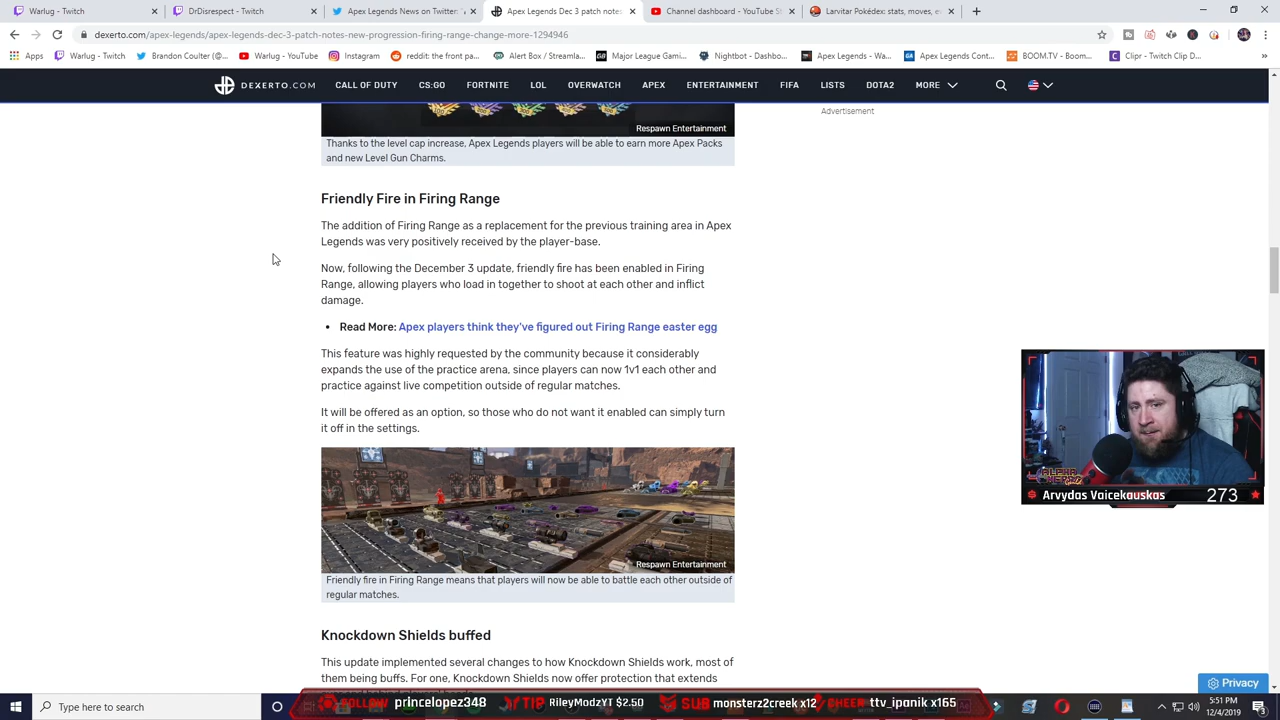 Warlug - Twitch
DrDisrespect - Twitch
Apex Legends News on Twitter:
Apex Legends Dec 3 patch notes
Channel dashboard - YouTube
Larvitar Pokédex: stats, moves, e
dexerto.com/apex-legends/apex-legends-dec-3-patch-notes-new-progression-firing-range-change-more-1294946
Apps
Warlug - Twitch
Brandon Coulter (@...
Warlug - YouTube
Instagram
reddit: the front pa...
Alert Box / Streamla...
Major League Gami...
Nightbot - Dashbo...
Apex Legends - Wa...
Apex Legends Cont...
BOOM.TV - Boom...
Clipr - Twitch Clip D...
DEXERTO.COM
CALL OF DUTY
CS:GO
FORTNITE
LOL
OVERWATCH
APEX
ENTERTAINMENT
FIFA
LISTS
DOTA2
MORE
Advertisement
Respawn Entertainment
Thanks to the level cap increase, Apex Legends players will be able to earn more Apex Packs
and new Level Gun Charms.
Friendly Fire in Firing Range
The addition of Firing Range as a replacement for the previous training area in Apex
Legends was very positively received by the player-base.
Now, following the December 3 update, friendly fire has been enabled in Firing
Range, allowing players who load in together to shoot at each other and inflict
damage.
• Read More: Apex players think they've figured out Firing Range easter egg
This feature was highly requested by the community because it considerably
expands the use of the practice arena, since players can now 1v1 each other and
practice against live competition outside of regular matches.
It will be offered as an option, so those who do not want it enabled can simply turn
it off in the settings.
Respawn Entertainment
Friendly fire in Firing Range means that players will now be able to battle each other outside of
regular matches.
Knockdown Shields buffed
This update implemented several changes to how Knockdown Shields work, most of
them being buffs. For one, Knockdown Shields now offer protection that extends
Arvydas Vaicekauskas
273
Privacy
Type here to search
FOLLOW princelopez348
TIP RileyModzYT $2.50
SUB monsterz2creek x12
CHEER ttv_ipanik x165
5:51 PM
12/4/2019